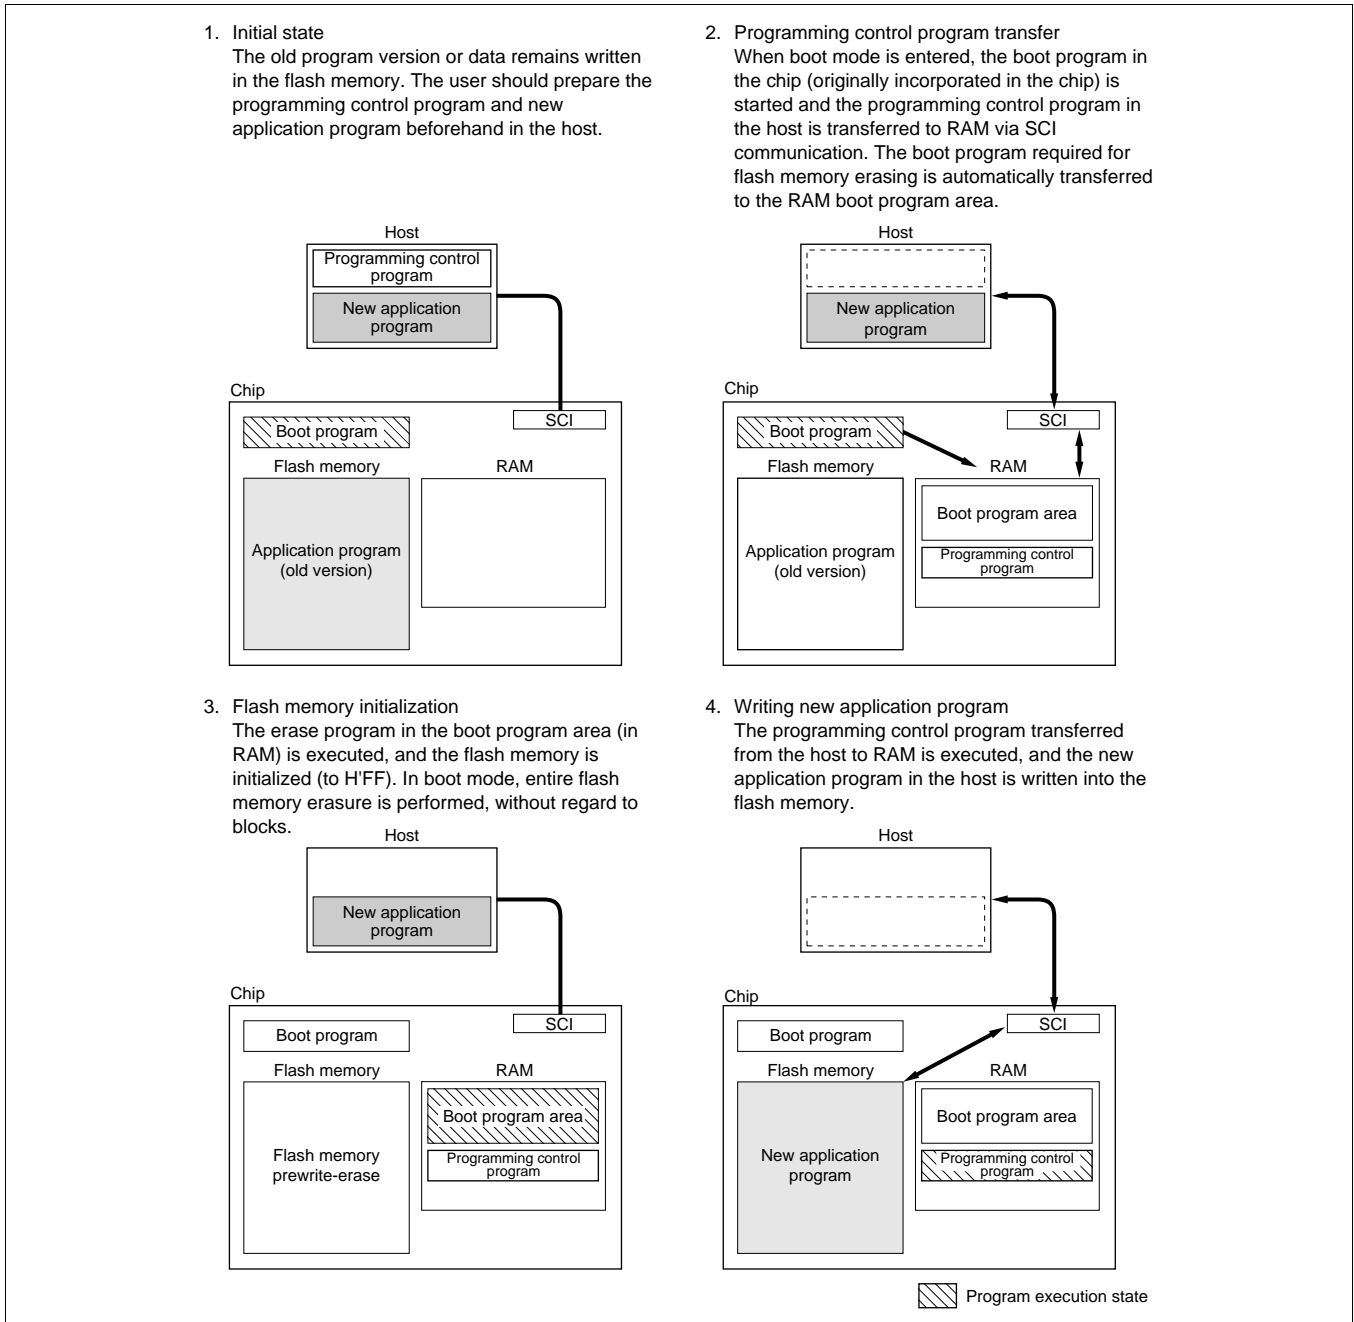 1. Initial state
The old program version or data remains written
in the flash memory. The user should prepare the
programming control program and new
application program beforehand in the host.
Host
Programming control
program
New application
program
Chip
Boot program
SCI
Flash memory
RAM
Application program
(old version)
2. Programming control program transfer
When boot mode is entered, the boot program in
the chip (originally incorporated in the chip) is
started and the programming control program in
the host is transferred to RAM via SCI
communication. The boot program required for
flash memory erasing is automatically transferred
to the RAM boot program area.
Host
New application
program
Chip
Boot program
SCI
Flash memory
RAM
Boot program area
Application program
(old version)
Programming control
program
3. Flash memory initialization
The erase program in the boot program area (in
RAM) is executed, and the flash memory is
initialized (to H'FF). In boot mode, entire flash
memory erasure is performed, without regard to
blocks.
Host
New application
program
Chip
Boot program
SCI
Flash memory
RAM
Boot program area
Flash memory
prewrite-erase
Programming control
program
4. Writing new application program
The programming control program transferred
from the host to RAM is executed, and the new
application program in the host is written into the
flash memory.
Host
Chip
Boot program
SCI
Flash memory
RAM
Boot program area
New application
program
Programming control
program
Program execution state